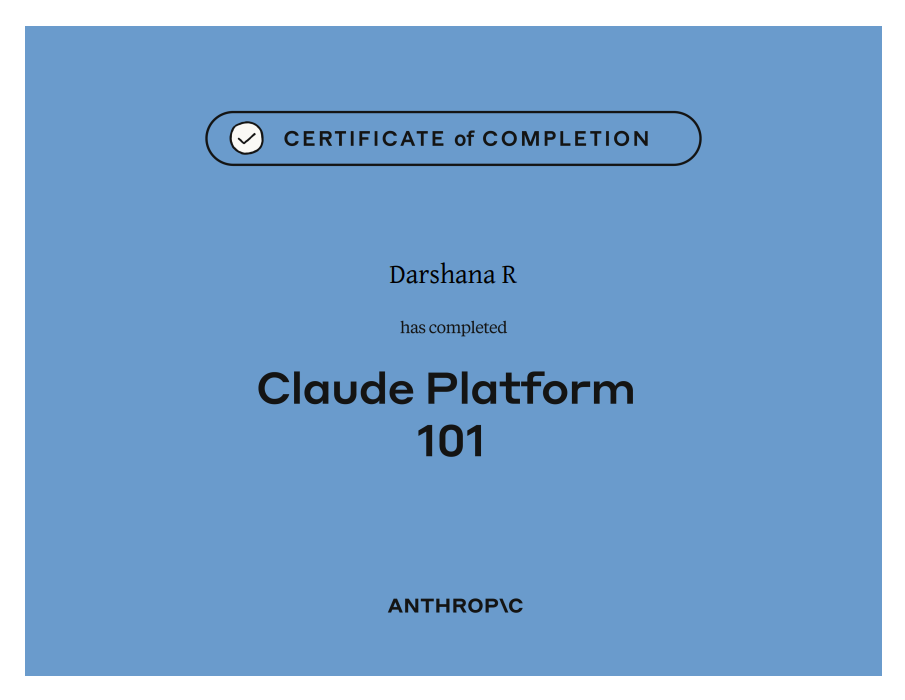 CERTIFICATE of COMPLETION
Darshana R
has completed
Claude Platform
101
ANTHROP\C